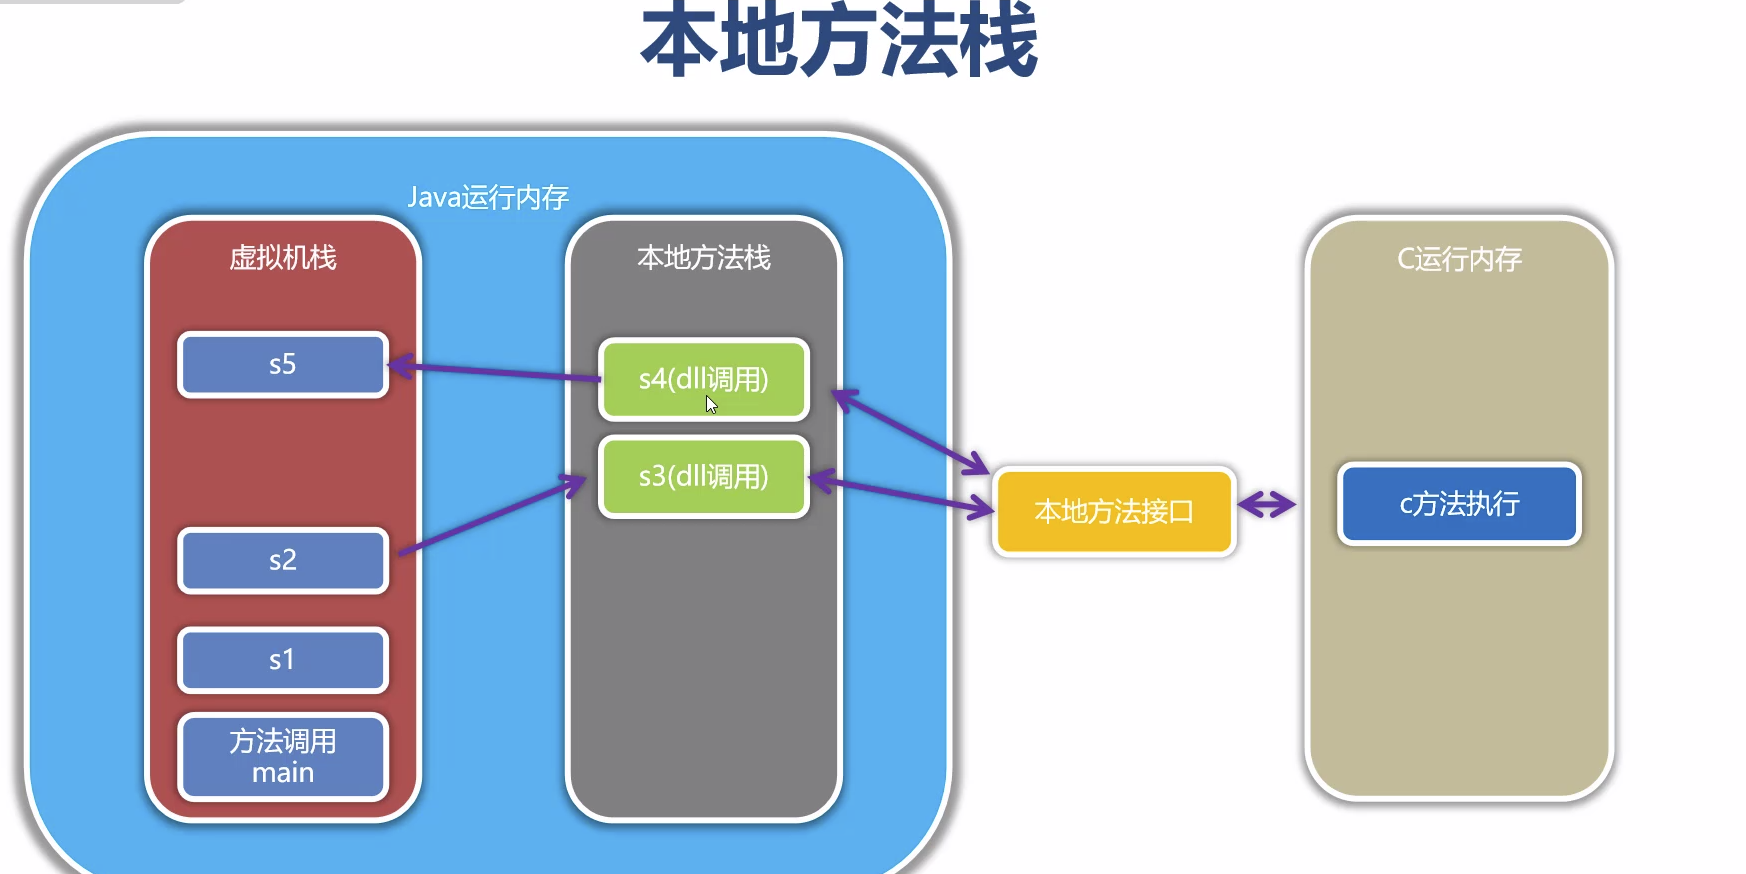 本地方法栈
Java运行内存
虚拟机栈
s5
s2
s1
方法调用
main
本地方法栈
s4(dll调用)
s3(dll调用)
本地方法接口
C运行内存
c方法执行